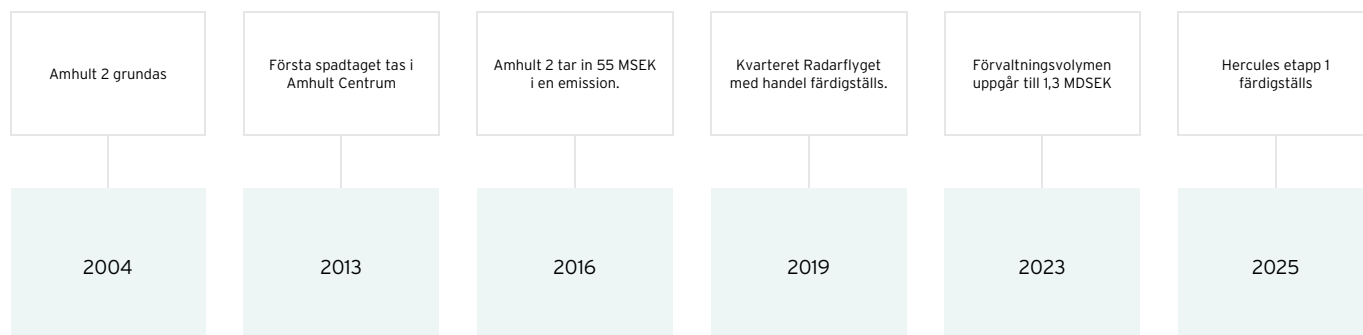 Amhult 2 grundas
Första spadtaget tas i
Amhult Centrum
Amhult 2 tar in 55 MSEK
i en emission.
Kvarteret Radarflyget
med handel färdigställs.
Förvaltningsvolymen
uppgår till 1,3 MDSEK
Hercules etapp 1
färdigställs
2004
2013
2016
2019
2023
2025